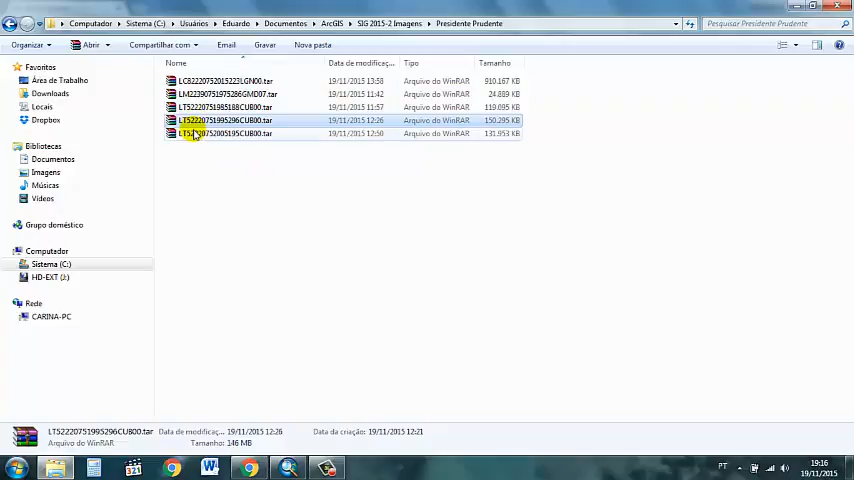 Computador ▸ Sistema (C:) ▸ Usuários ▸ Eduardo ▸ Documentos ▸ ArcGIS ▸ SIG 2015-2 Imagens ▸ Presidente Prudente
Pesquisar Presidente Prudente
Organizar Abrir Compartilhar com Email Gravar Nova pasta
Nome Data de modificaç... Tipo Tamanho
Favoritos
Área de Trabalho
Downloads
Locais
Dropbox
Bibliotecas
Documentos
Imagens
Músicas
Vídeos
Grupo doméstico
Computador
Sistema (C:)
HD-EXT (J:)
Rede
CARINA-PC
LC82220752015223LGN00.tar 19/11/2015 13:58 Arquivo do WinRAR 910.167 KB
LM22390751975286GMD07.tar 19/11/2015 11:42 Arquivo do WinRAR 24.889 KB
LT52220751985188CUB00.tar 19/11/2015 11:57 Arquivo do WinRAR 119.095 KB
LT52220751995296CUB00.tar 19/11/2015 12:26 Arquivo do WinRAR 150.295 KB
LT52220752005195CUB00.tar 19/11/2015 12:50 Arquivo do WinRAR 131.953 KB
LT52220751995296CUB00.tar Data de modificaç... 19/11/2015 12:26 Data da criação: 19/11/2015 12:21
Arquivo do WinRAR Tamanho: 146 MB
321
PT
19:16
19/11/2015